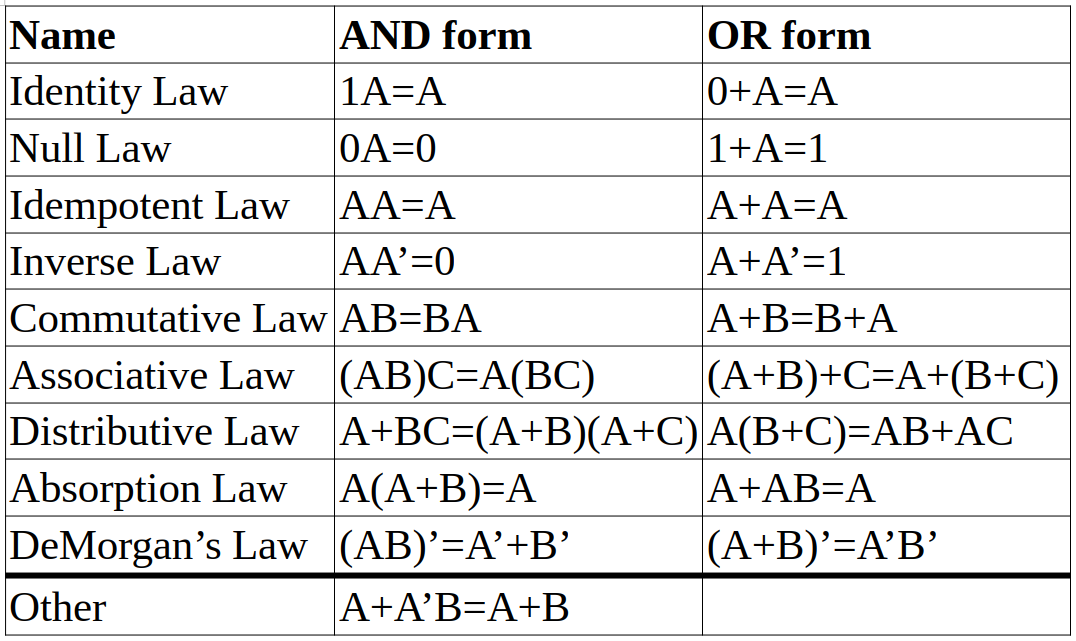 Name AND form OR form
Identity Law 1A=A 0+A=A
Null Law 0A=0 1+A=1
Idempotent Law AA=A A+A=A
Inverse Law AA’=0 A+A’=1
Commutative Law AB=BA A+B=B+A
Associative Law (AB)C=A(BC) (A+B)+C=A+(B+C)
Distributive Law A+BC=(A+B)(A+C) A(B+C)=AB+AC
Absorption Law A(A+B)=A A+AB=A
DeMorgan’s Law (AB)’=A’+B’ (A+B)’=A’B’
Other A+A’B=A+B